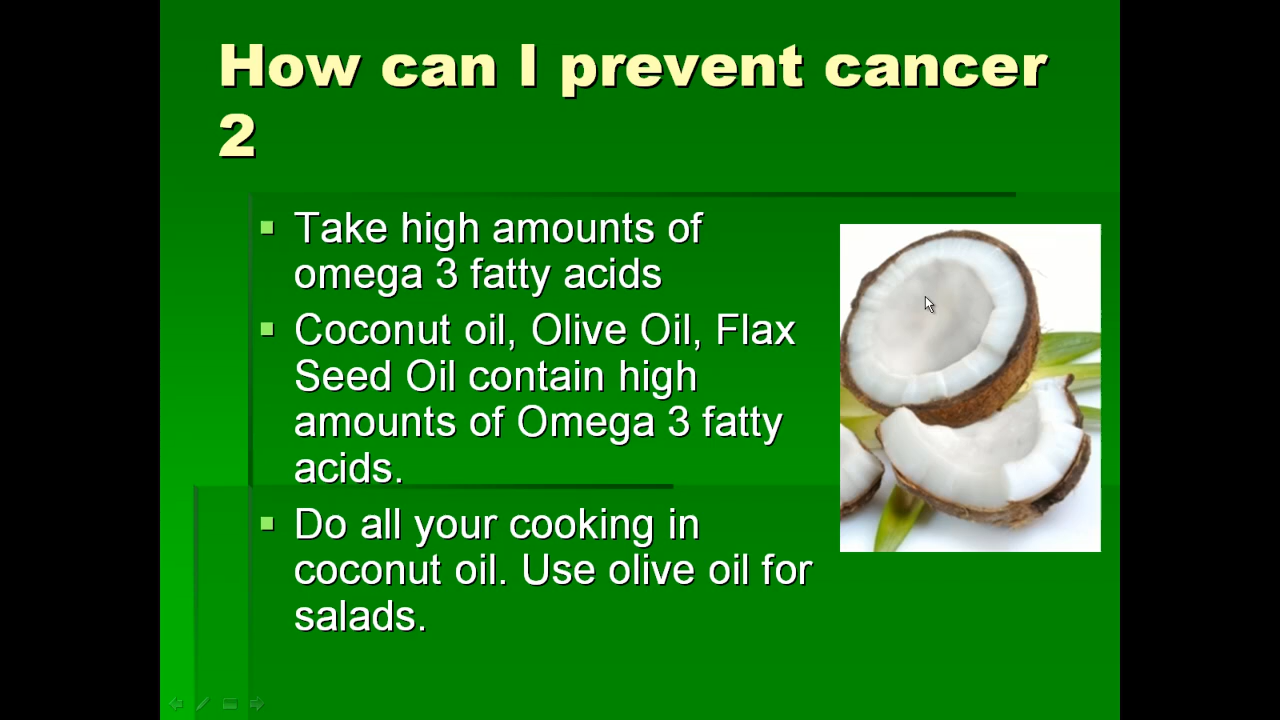 How can I prevent cancer
2
Take high amounts of
omega 3 fatty acids
Coconut oil, Olive Oil, Flax
Seed Oil contain high
amounts of Omega 3 fatty
acids.
Do all your cooking in
coconut oil. Use olive oil for
salads.